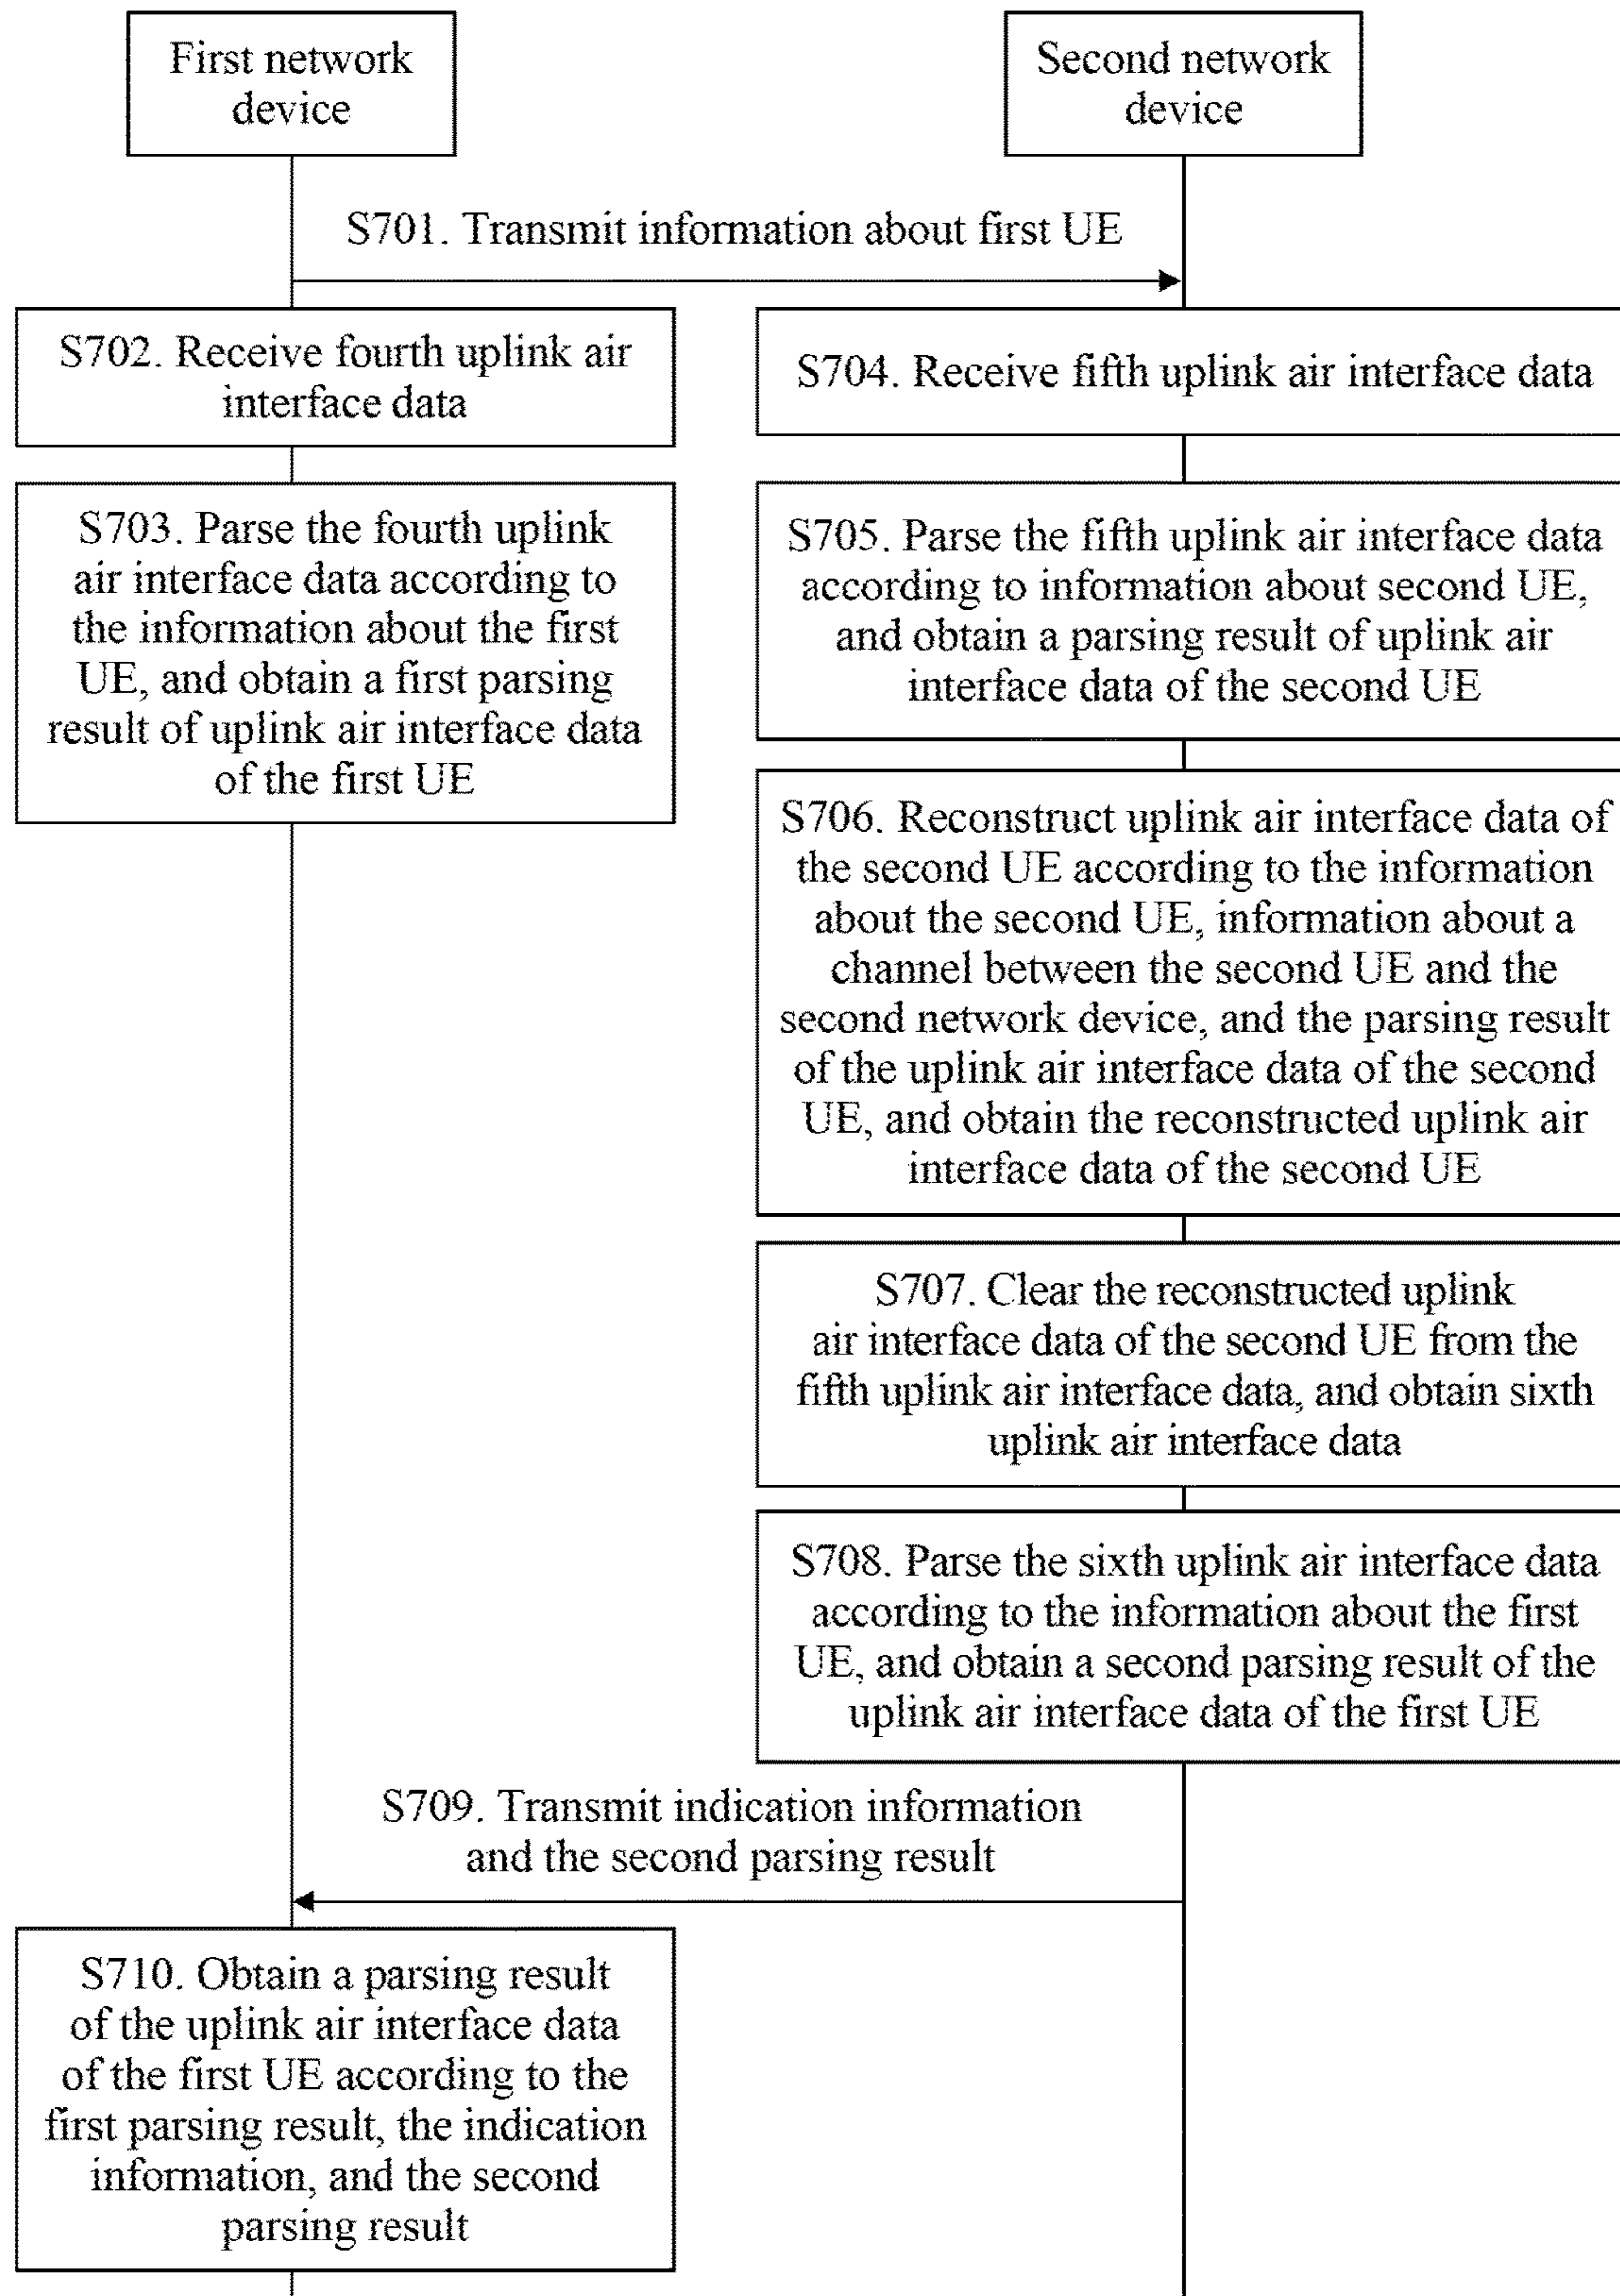 First network
device
Second network
device
S701. Transmit information about first UE
S702. Receive fourth uplink air
interface data
S704. Receive fifth uplink air interface data
S703. Parse the fourth uplink
air interface data according to
the information about the first
UE, and obtain a first parsing
result of uplink air interface data
of the first UE
S705. Parse the fifth uplink air interface data
according to information about second UE,
and obtain a parsing result of uplink air
interface data of the second UE
S706. Reconstruct uplink air interface data of
the second UE according to the information
about the second UE, information about a
channel between the second UE and the
second network device, and the parsing result
of the uplink air interface data of the second
UE, and obtain the reconstructed uplink air
interface data of the second UE
S707. Clear the reconstructed uplink
air interface data of the second UE from the
fifth uplink air interface data, and obtain sixth
uplink air interface data
S708. Parse the sixth uplink air interface data
according to the information about the first
UE, and obtain a second parsing result of the
uplink air interface data of the first UE
S709. Transmit indication information
and the second parsing result
S710. Obtain a parsing result
of the uplink air interface data
of the first UE according to the
first parsing result, the indication
information, and the second
parsing result